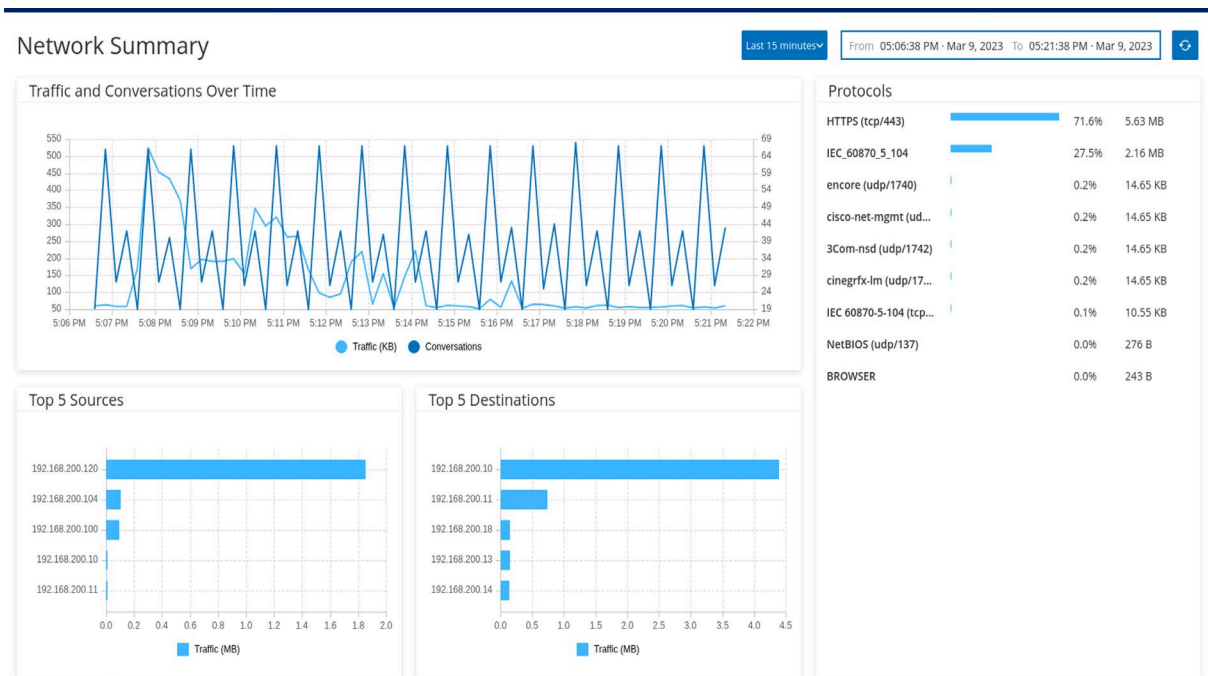 Network Summary
Last 15 minutes
From 05:06:38 PM · Mar 9, 2023 To 05:21:38 PM · Mar 9, 2023
Traffic and Conversations Over Time
550
500
450
400
350
300
250
200
150
100
50
69
64
59
54
49
44
39
34
29
24
19
5:06 PM 5:07 PM 5:08 PM 5:09 PM 5:10 PM 5:11 PM 5:12 PM 5:13 PM 5:14 PM 5:15 PM 5:16 PM 5:17 PM 5:18 PM 5:19 PM 5:20 PM 5:21 PM 5:22 PM
Traffic (KB) Conversations
Protocols
HTTPS (tcp/443) 71.6% 5.63 MB
IEC_60870_5_104 27.5% 2.16 MB
encore (udp/1740) 0.2% 14.65 KB
cisco-net-mgmt (ud... 0.2% 14.65 KB
3Com-nsd (udp/1742) 0.2% 14.65 KB
cinegrfx-lm (udp/17... 0.2% 14.65 KB
IEC 60870-5-104 (tcp... 0.1% 10.55 KB
NetBIOS (udp/137) 0.0% 276 B
BROWSER 0.0% 243 B
Top 5 Sources
192.168.200.120
192.168.200.104
192.168.200.100
192.168.200.10
192.168.200.11
0.0 0.2 0.4 0.6 0.8 1.0 1.2 1.4 1.6 1.8 2.0
Traffic (MB)
Top 5 Destinations
192.168.200.10
192.168.200.11
192.168.200.18
192.168.200.13
192.168.200.14
0.0 0.5 1.0 1.5 2.0 2.5 3.0 3.5 4.0 4.5
Traffic (MB)